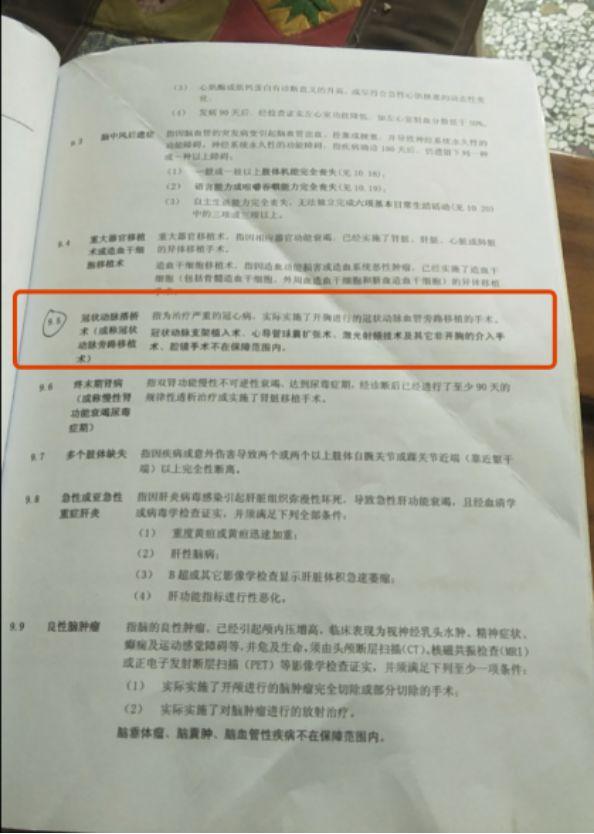 (3) 心肌酶或肌钙蛋白有诊断意义的升高，或呈符合急性心肌梗塞的动态性变
化。
(4) 发病 90 天后，经检查证实左心室功能降低，如左心室射血分数低于 50%。
9.3 脑中风后遗症 指因脑血管的突发病变引起脑血管出血、栓塞或梗塞，并导致神经系统永久性的
功能障碍。神经系统永久性的功能障碍，指疾病确诊 180 天后，仍遗留下列一种
或一种以上障碍：
(1) 一肢或一肢以上肢体机能完全丧失(见 10.18)；
(2) 语言能力或咀嚼吞咽能力完全丧失(见 10.19)；
(3) 自主生活能力完全丧失，无法独立完成六项基本日常生活活动(见 10.20)
中的三项或三项以上。
9.4 重大器官移植术或造血干细胞移植术 重大器官移植术，指因相应器官功能衰竭，已经实施了肾脏、肝脏、心脏或肺脏
的异体移植手术。
造血干细胞移植术，指因造血功能损害或造血系统恶性肿瘤，已经实施了造血干
细胞（包括骨髓造血干细胞、外周血造血干细胞和脐血造血干细胞）的异体移植
手术。
9.5 冠状动脉搭桥术（或称冠状动脉旁路移植术） 指为治疗严重的冠心病，实际实施了开胸进行的冠状动脉血管旁路移植的手术。
冠状动脉支架植入术、心导管球囊扩张术、激光射频技术及其它非开胸的介入手
术、腔镜手术不在保障范围内。
9.6 终末期肾病（或称慢性肾功能衰竭尿毒症期） 指双肾功能慢性不可逆性衰竭，达到尿毒症期，经诊断后已经进行了至少 90 天的
规律性透析治疗或实施了肾脏移植手术。
9.7 多个肢体缺失 指因疾病或意外伤害导致两个或两个以上肢体自腕关节或踝关节近端（靠近躯干
端）以上完全性断离。
9.8 急性或亚急性重症肝炎 指因肝炎病毒感染引起肝脏组织弥漫性坏死，导致急性肝功能衰竭，且经血清学
或病毒学检查证实，并须满足下列全部条件：
(1) 重度黄疸或黄疸迅速加重；
(2) 肝性脑病；
(3) B 超或其它影像学检查显示肝脏体积急速萎缩；
(4) 肝功能指标进行性恶化。
9.9 良性脑肿瘤 指脑的良性肿瘤，已经引起颅内压增高，临床表现为视神经乳头水肿、精神症状、
癫痫及运动感觉障碍等，并危及生命，须由头颅断层扫描(CT)、核磁共振检查(MRI)
或正电子发射断层扫描（PET）等影像学检查证实，并须满足下列至少一项条件：
(1) 实际实施了开颅进行的脑肿瘤完全切除或部分切除的手术；
(2) 实际实施了对脑肿瘤进行的放射治疗。
脑垂体瘤、脑囊肿、脑血管性疾病不在保障范围内。